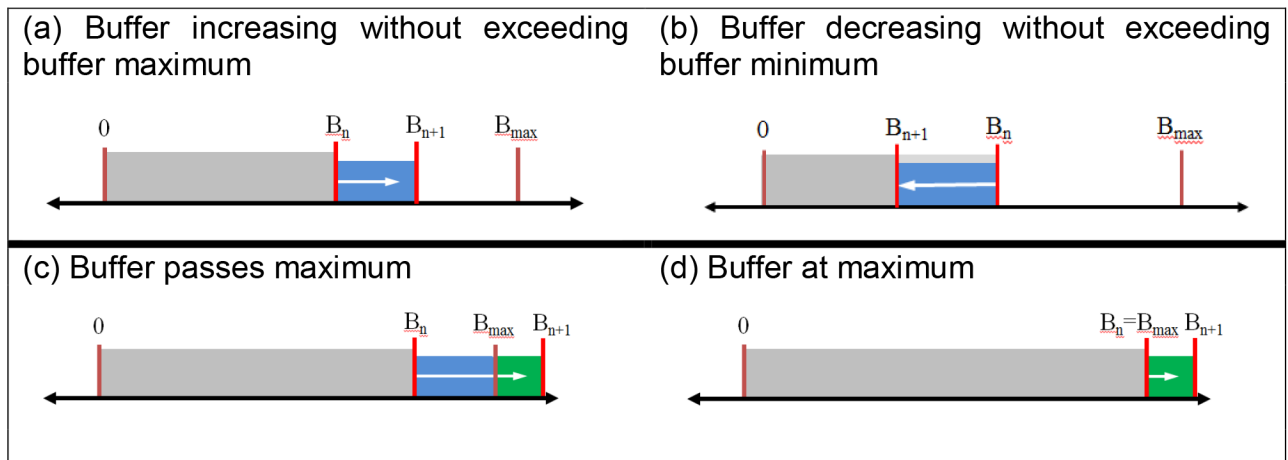 (a) Buffer increasing without exceeding
buffer maximum
0 Bn Bn+1 Bmax
(b) Buffer decreasing without exceeding
buffer minimum
0 Bn+1 Bn Bmax
(c) Buffer passes maximum
0 Bn Bmax Bn+1
(d) Buffer at maximum
0 Bn=Bmax Bn+1